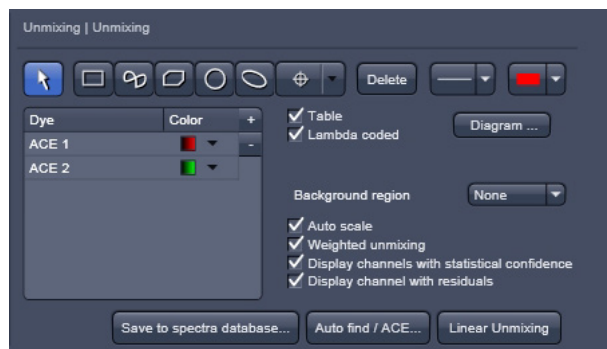 Unmixing | Unmixing
Delete
Dye Color +
ACE 1 -
ACE 2
Table
Lambda coded
Diagram ...
Background region None
Auto scale
Weighted unmixing
Display channels with statistical confidence
Display channel with residuals
Save to spectra database... Auto find / ACE... Linear Unmixing